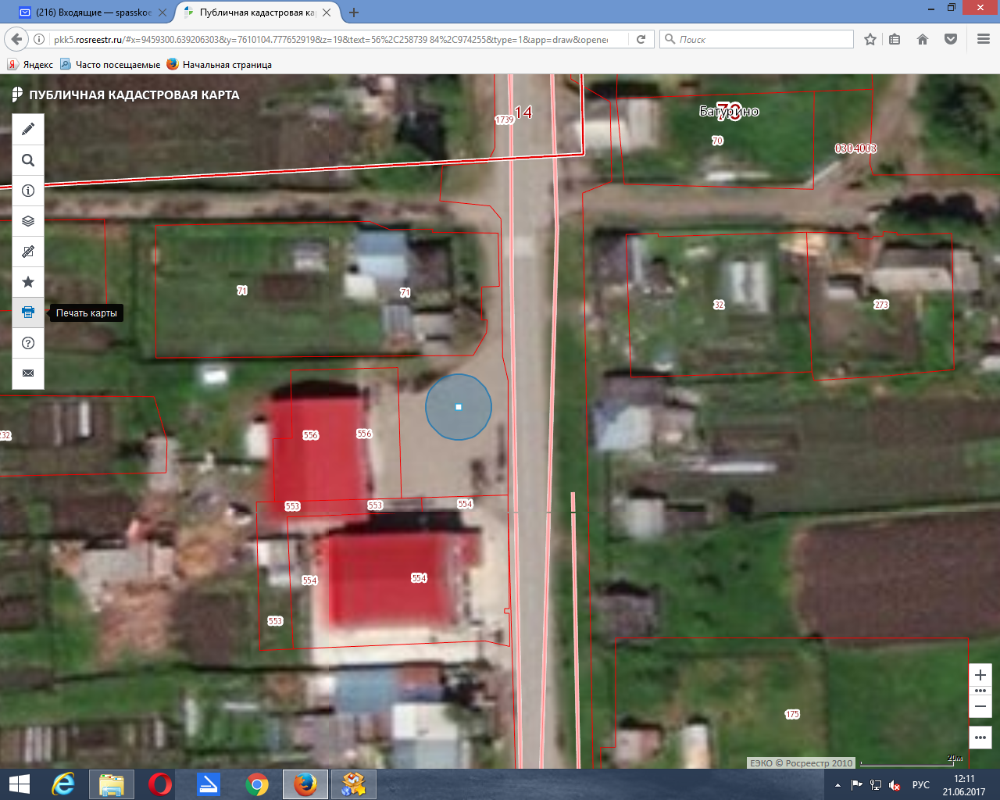 (216) Входящие — spasskoe
Публичная кадастровая ка
pkk5.rosreestr.ru/#x=9459300.639206303&y=7610104.777652919&z=19&text=56%2C258739 84%2C974255&type=1&app=draw&opene
Поиск
Яндекс
Часто посещаемые
Начальная страница
ПУБЛИЧНАЯ КАДАСТРОВАЯ КАРТА
14
1739
Батурино
70
0304003
71
71
32
273
Печать карты
232
556
556
553
553
554
554
554
553
175
ЕЭКО © Росреестр 2010
20м
РУС
12:11
21.06.2017